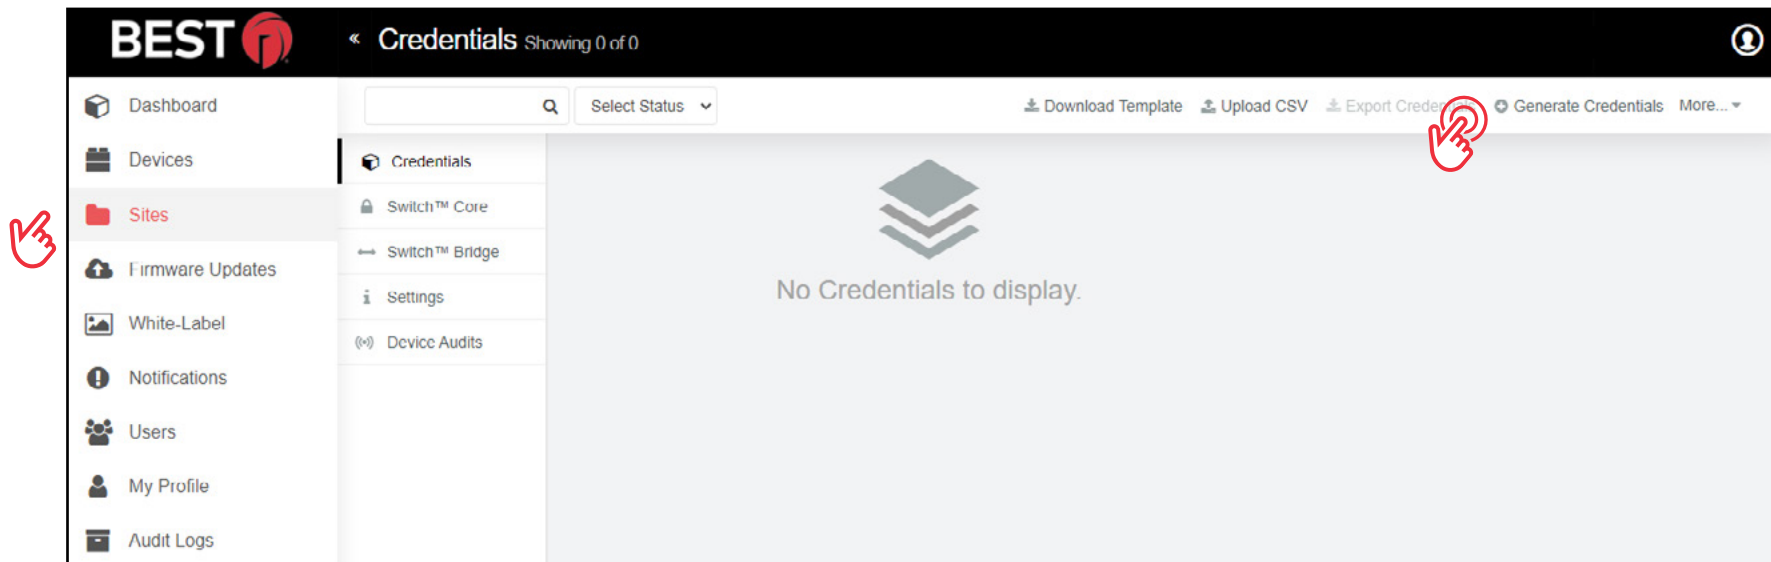 BEST
« Credentials Showing 0 of 0
Dashboard
Devices
Sites
Firmware Updates
White-Label
Notifications
Users
My Profile
Audit Logs
Select Status
Download Template Upload CSV Export Credentials Generate Credentials More...
Credentials
Switch™ Core
Switch™ Bridge
Settings
Device Audits
No Credentials to display.